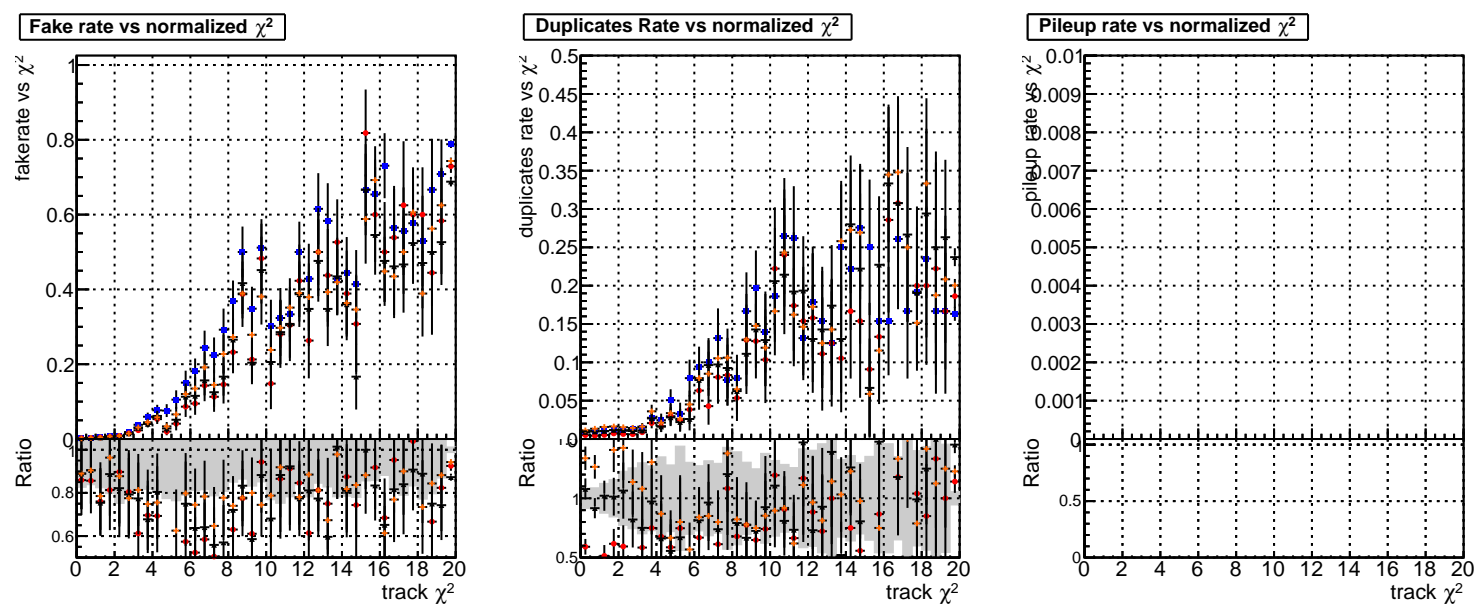 Fake rate vs normalized χ²
fakerate vs χ²
1
0.8
0.6
0.4
0.2
0
Ratio
1
0.8
0.6
0 2 4 6 8 10 12 14 16 18 20
track χ²
Duplicates Rate vs normalized χ²
duplicates rate vs χ²
0.5
0.45
0.4
0.35
0.3
0.25
0.2
0.15
0.1
0.05
0
Ratio
1
0.5
0 2 4 6 8 10 12 14 16 18 20
track χ²
Pileup rate vs normalized χ²
pileup rate vs χ²
0.01
0.009
0.008
0.007
0.006
0.005
0.004
0.003
0.002
0.001
0
Ratio
1
0.5
0
0 2 4 6 8 10 12 14 16 18 20
track χ²